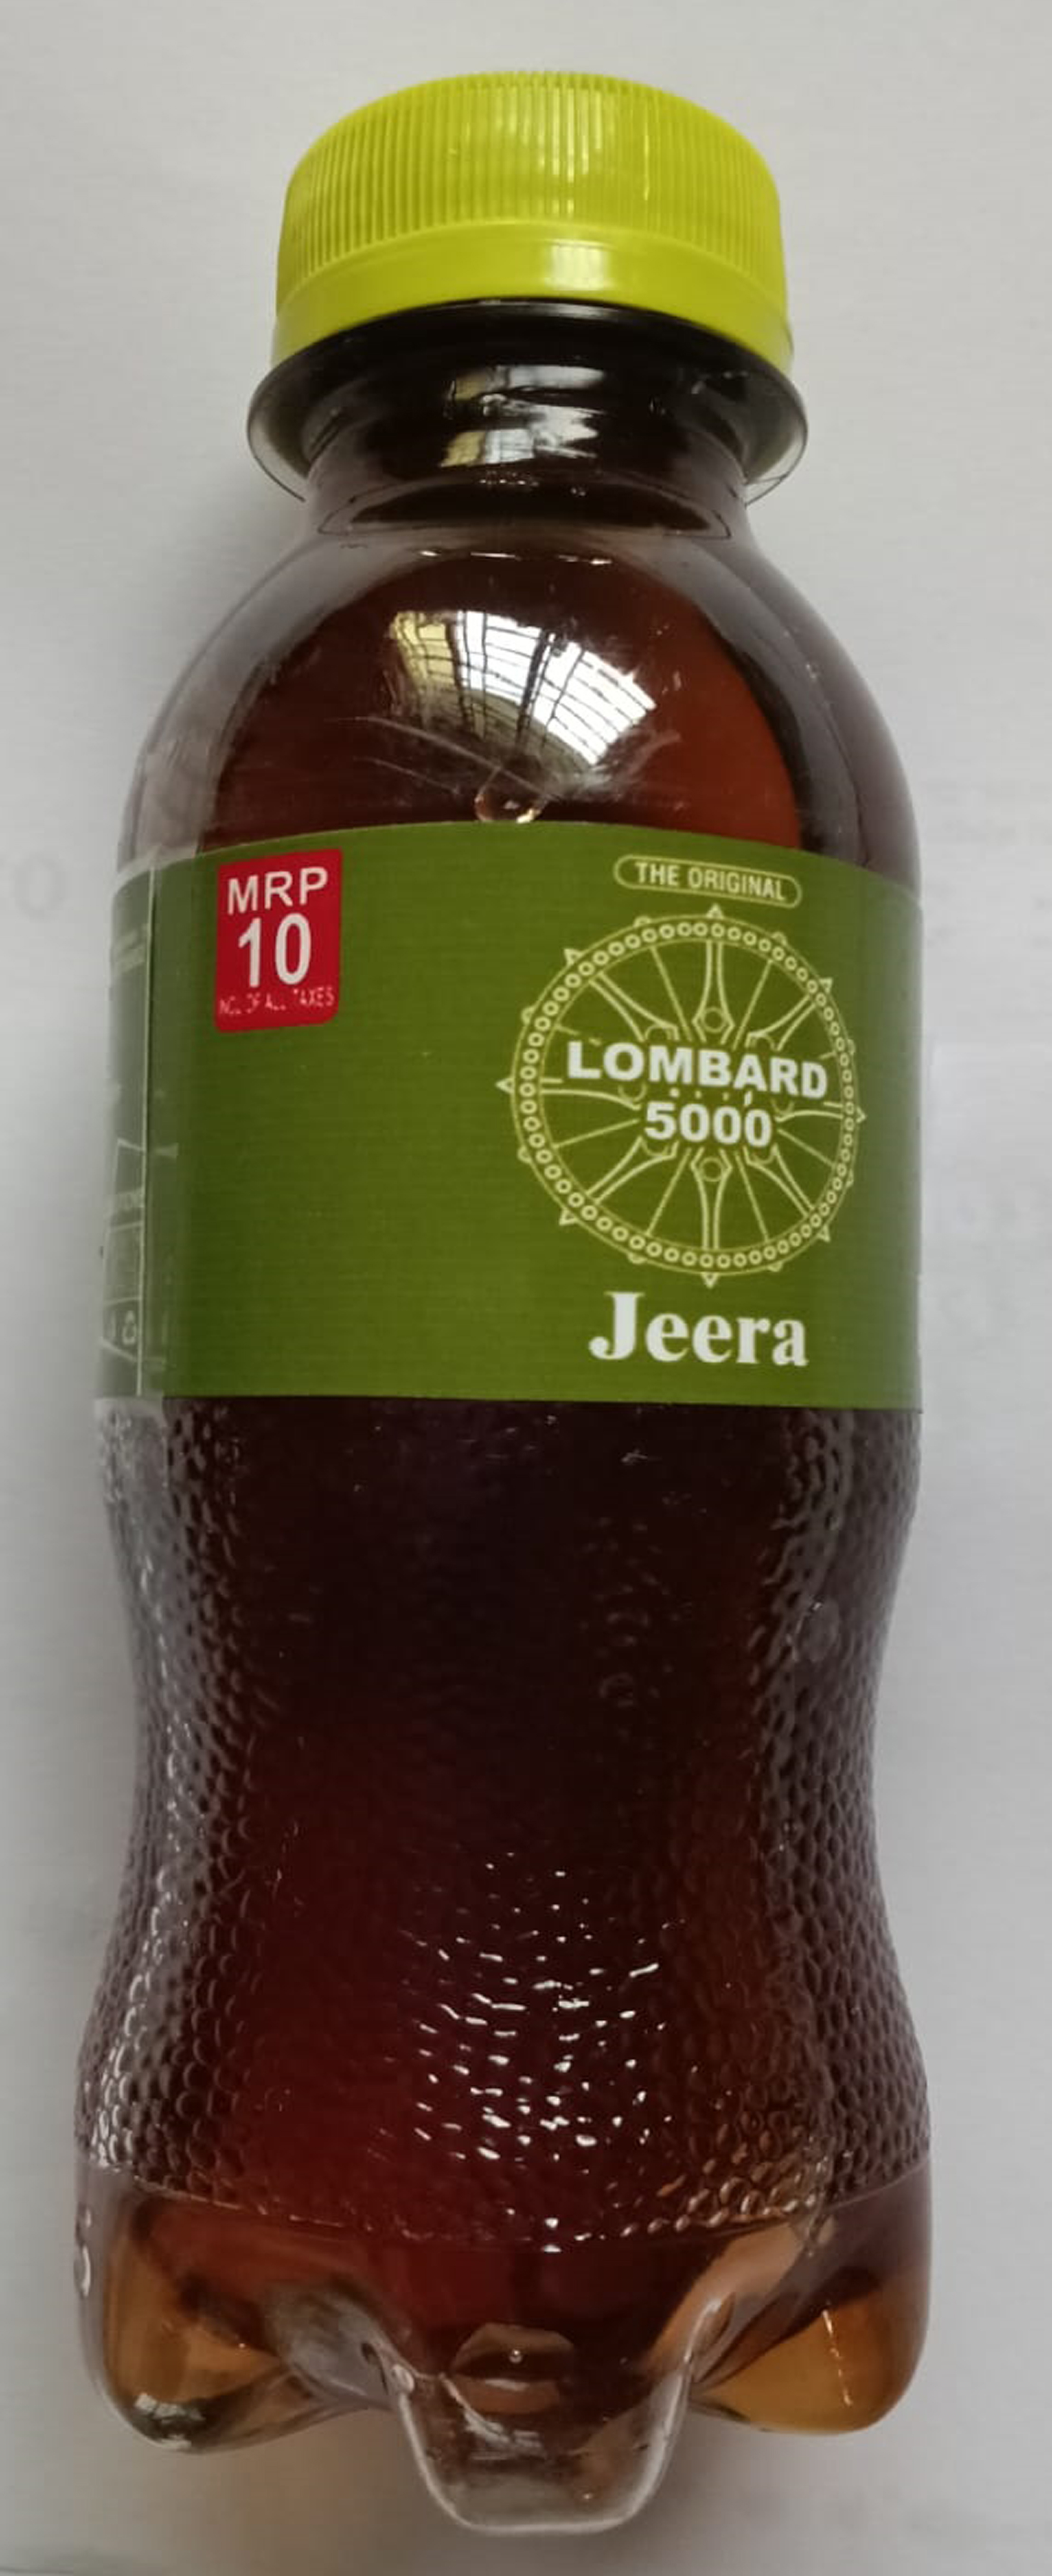 MRP
10
INCL. OF ALL TAXES
THE ORIGINAL
LOMBARD
5000
Jeera